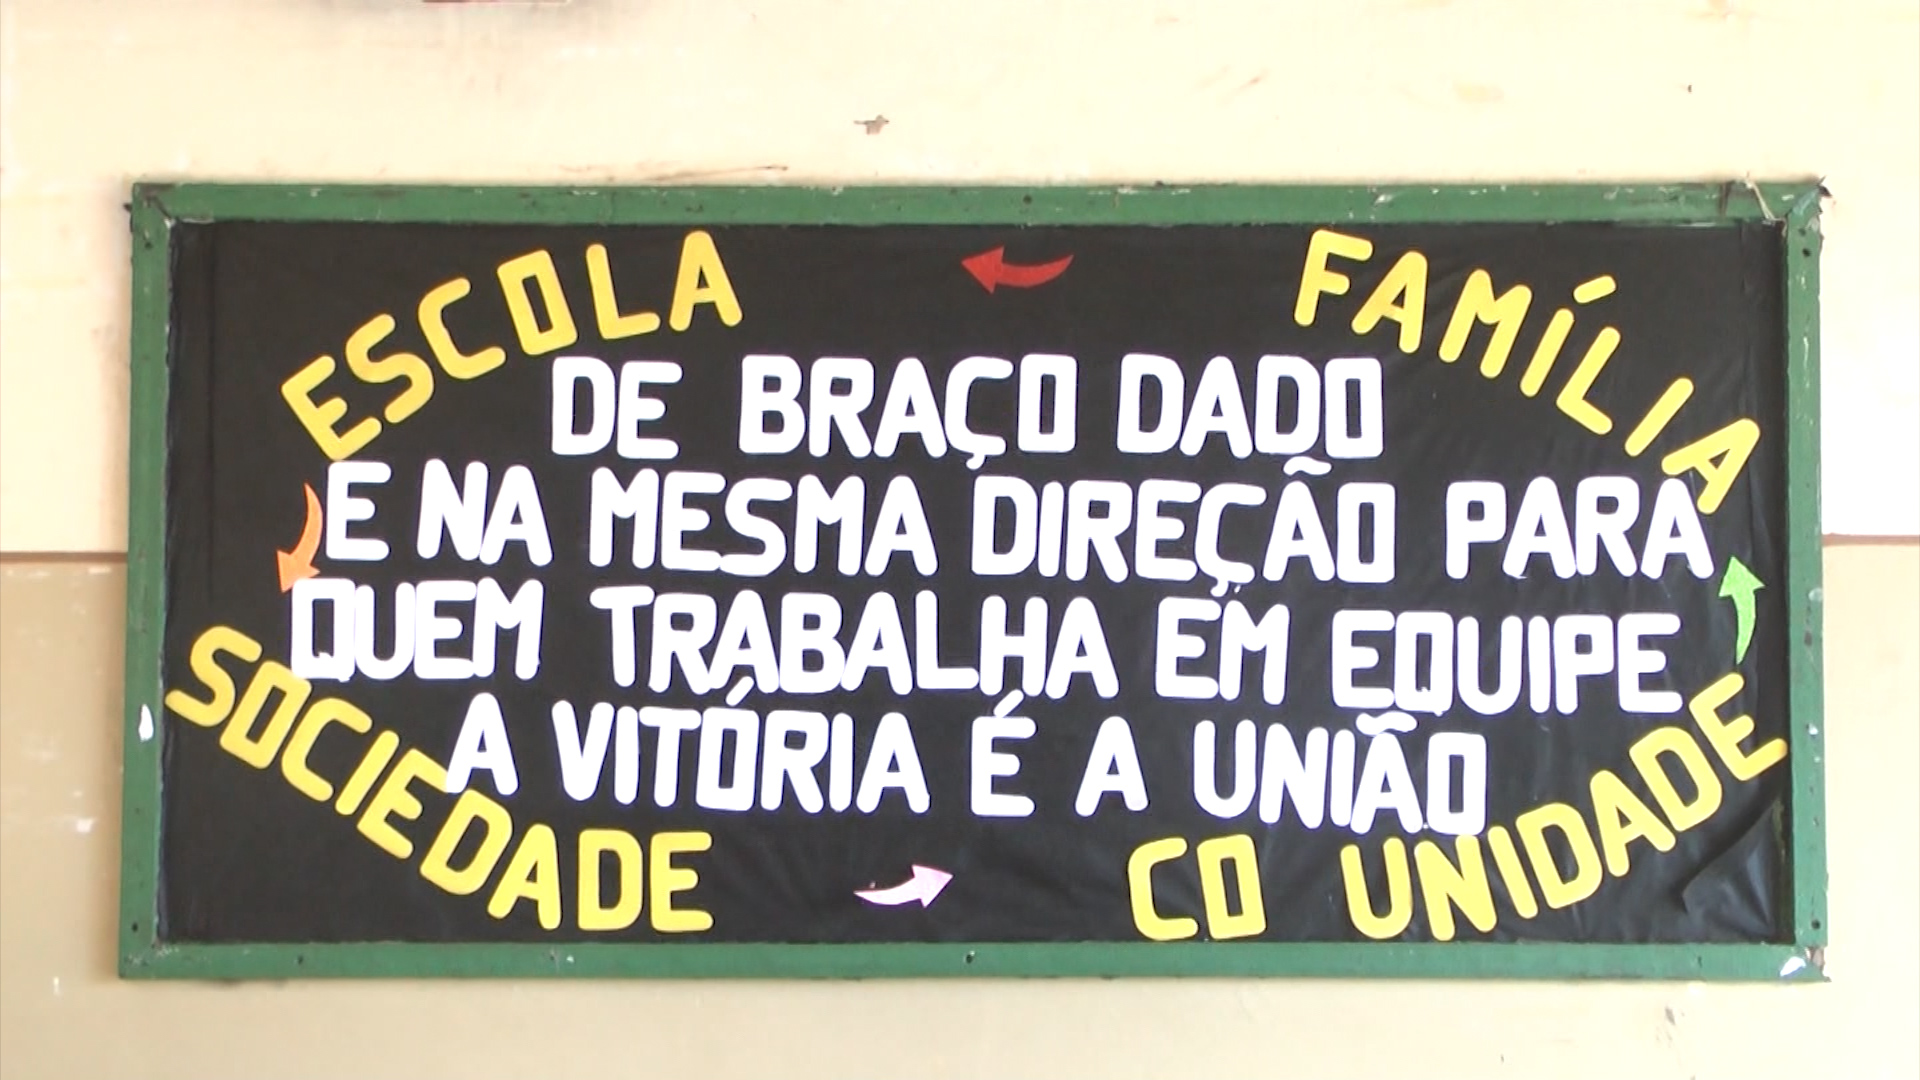 ESCOLA
FAMÍLIA
DE BRAÇO DADO
E NA MESMA DIREÇÃO PARA
QUEM TRABALHA EM EQUIPE
A VITÓRIA É A UNIÃO
SOCIEDADE
CO UNIDADE